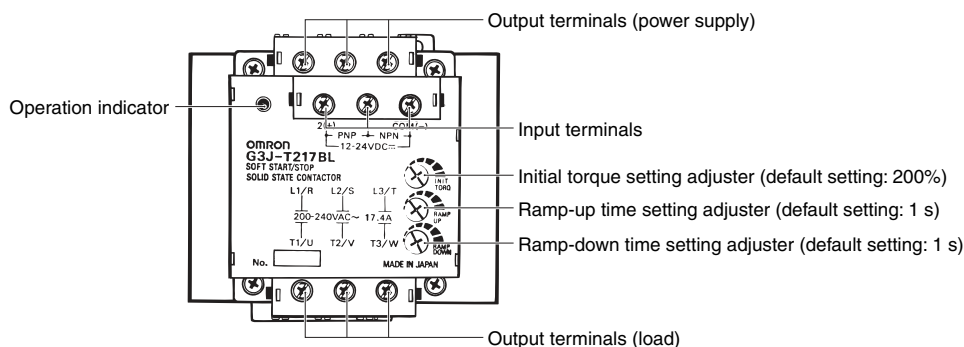 Output terminals (power supply)
Operation indicator
2(+) COM(−)
PNP NPN
12-24VDC⎓
Input terminals
OMRON
G3J-T217BL
SOFT START/STOP
SOLID STATE CONTACTOR
INIT
TORQ
Initial torque setting adjuster (default setting: 200%)
L1/R L2/S L3/T
200-240VAC~ 17.4A
RAMP
UP
Ramp-up time setting adjuster (default setting: 1 s)
T1/U T2/V T3/W
RAMP
DOWN
Ramp-down time setting adjuster (default setting: 1 s)
No. MADE IN JAPAN
Output terminals (load)